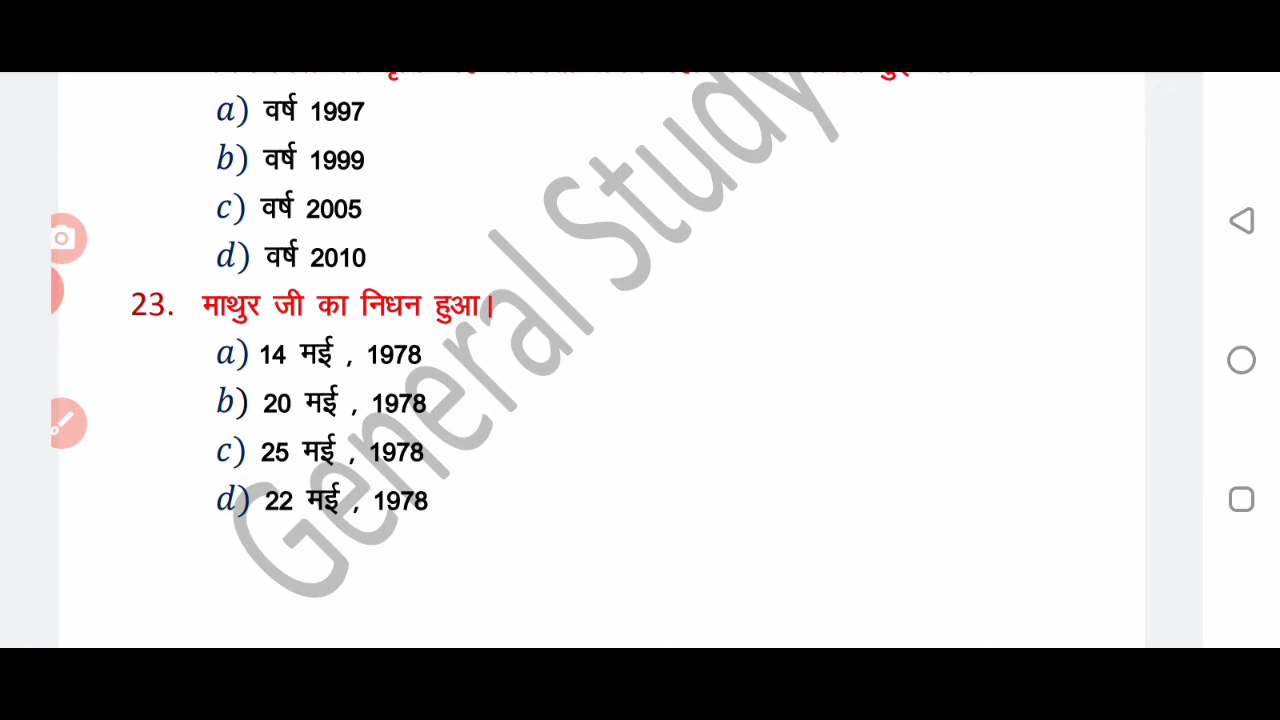 a) वर्ष 1997
b) वर्ष 1999
c) वर्ष 2005
d) वर्ष 2010
23. माथुर जी का निधन हुआ।
a) 14 मई , 1978
b) 20 मई , 1978
c) 25 मई , 1978
d) 22 मई , 1978
General Study